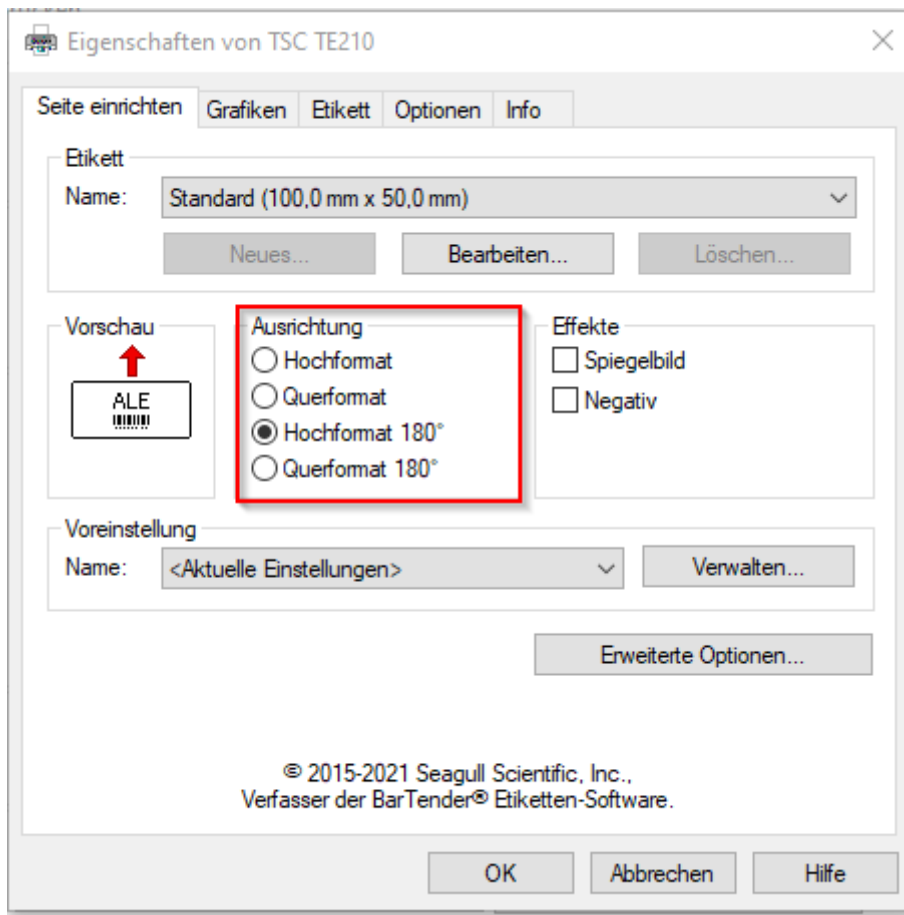 Eigenschaften von TSC TE210
Seite einrichten Grafiken Etikett Optionen Info
Etikett
Name: Standard (100,0 mm x 50,0 mm)
Neues... Bearbeiten... Löschen...
Vorschau Ausrichtung Effekte
ALE
Hochformat Spiegelbild
Querformat Negativ
Hochformat 180°
Querformat 180°
Voreinstellung
Name: <Aktuelle Einstellungen> Verwalten...
Erweiterte Optionen...
© 2015-2021 Seagull Scientific, Inc.,
Verfasser der BarTender® Etiketten-Software.
OK Abbrechen Hilfe